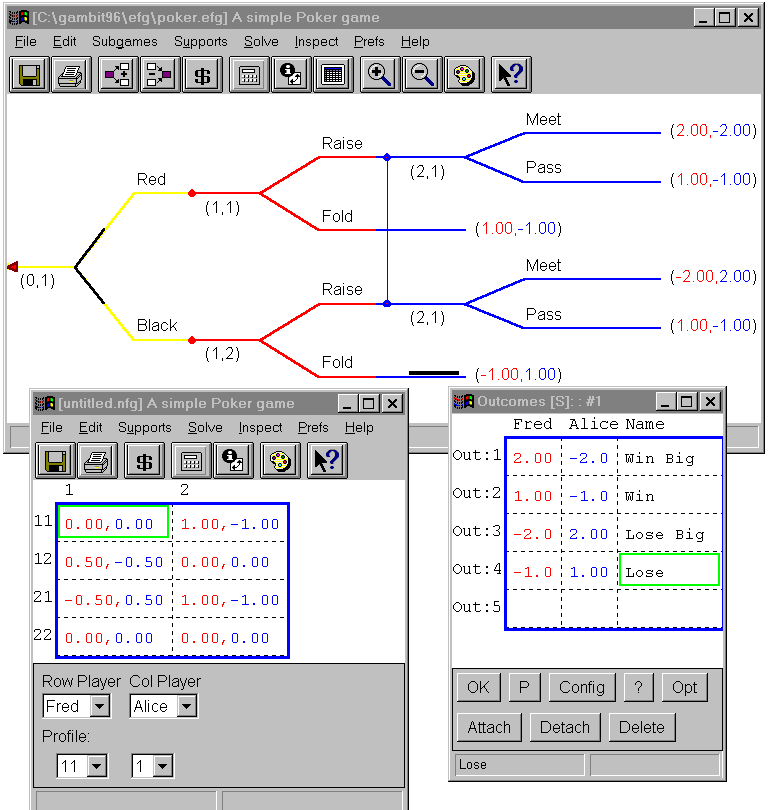 [C:\gambit96\efg\poker.efg] A simple Poker game
File Edit Subgames Supports Solve Inspect Prefs Help
Meet
(2.00,-2.00)
Raise
Pass
(2,1)
(1.00,-1.00)
Red
(1,1)
Fold
(1.00,-1.00)
(0,1)
Meet
(-2.00,2.00)
Raise
Pass
(2,1)
(1.00,-1.00)
Black
(1,2)
Fold
(-1.00,1.00)
[untitled.nfg] A simple Poker game
File Edit Supports Solve Inspect Prefs Help
1 2
11 0.00,0.00 1.00,-1.00
12 0.50,-0.50 0.00,0.00
21 -0.50,0.50 1.00,-1.00
22 0.00,0.00 0.00,0.00
Row Player Col Player
Fred Alice
Profile:
11 1
Outcomes [S]: : #1
Fred Alice Name
Out:1 2.00 -2.0 Win Big
Out:2 1.00 -1.0 Win
Out:3 -2.0 2.00 Lose Big
Out:4 -1.0 1.00 Lose
Out:5
OK P Config ? Opt
Attach Detach Delete
Lose